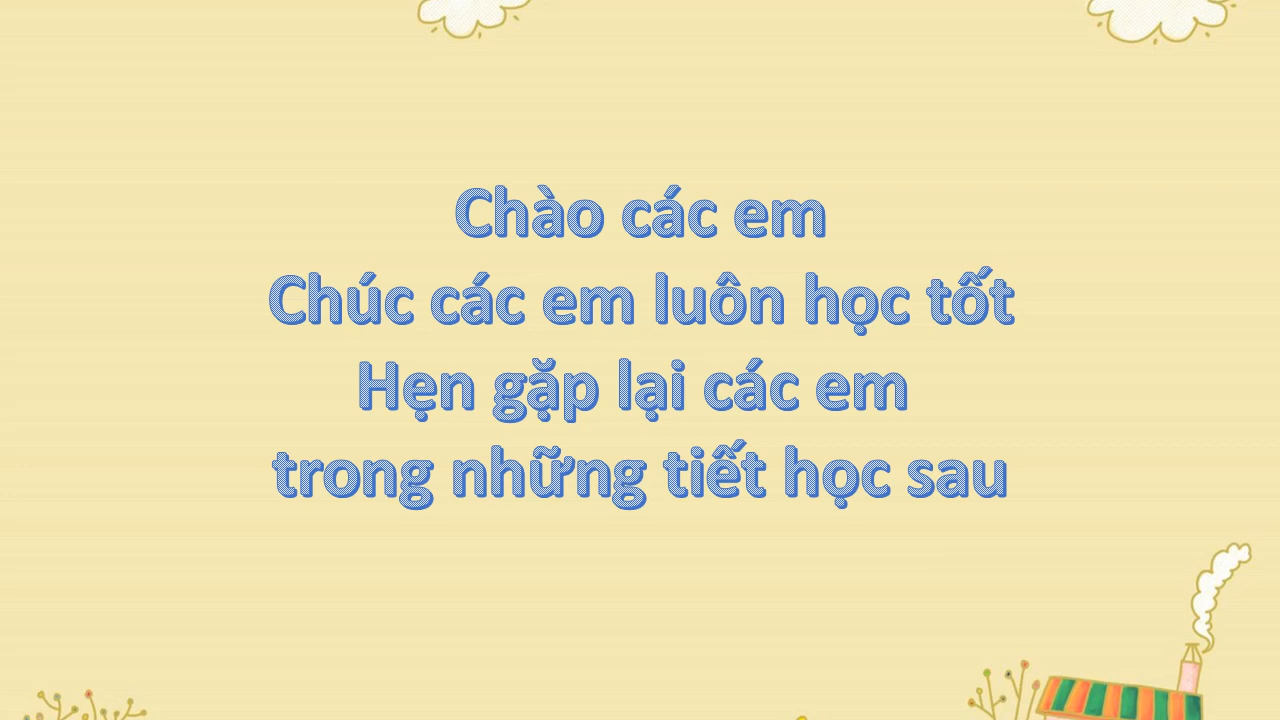 Chào các em
Chúc các em luôn học tốt
Hẹn gặp lại các em
trong những tiết học sau